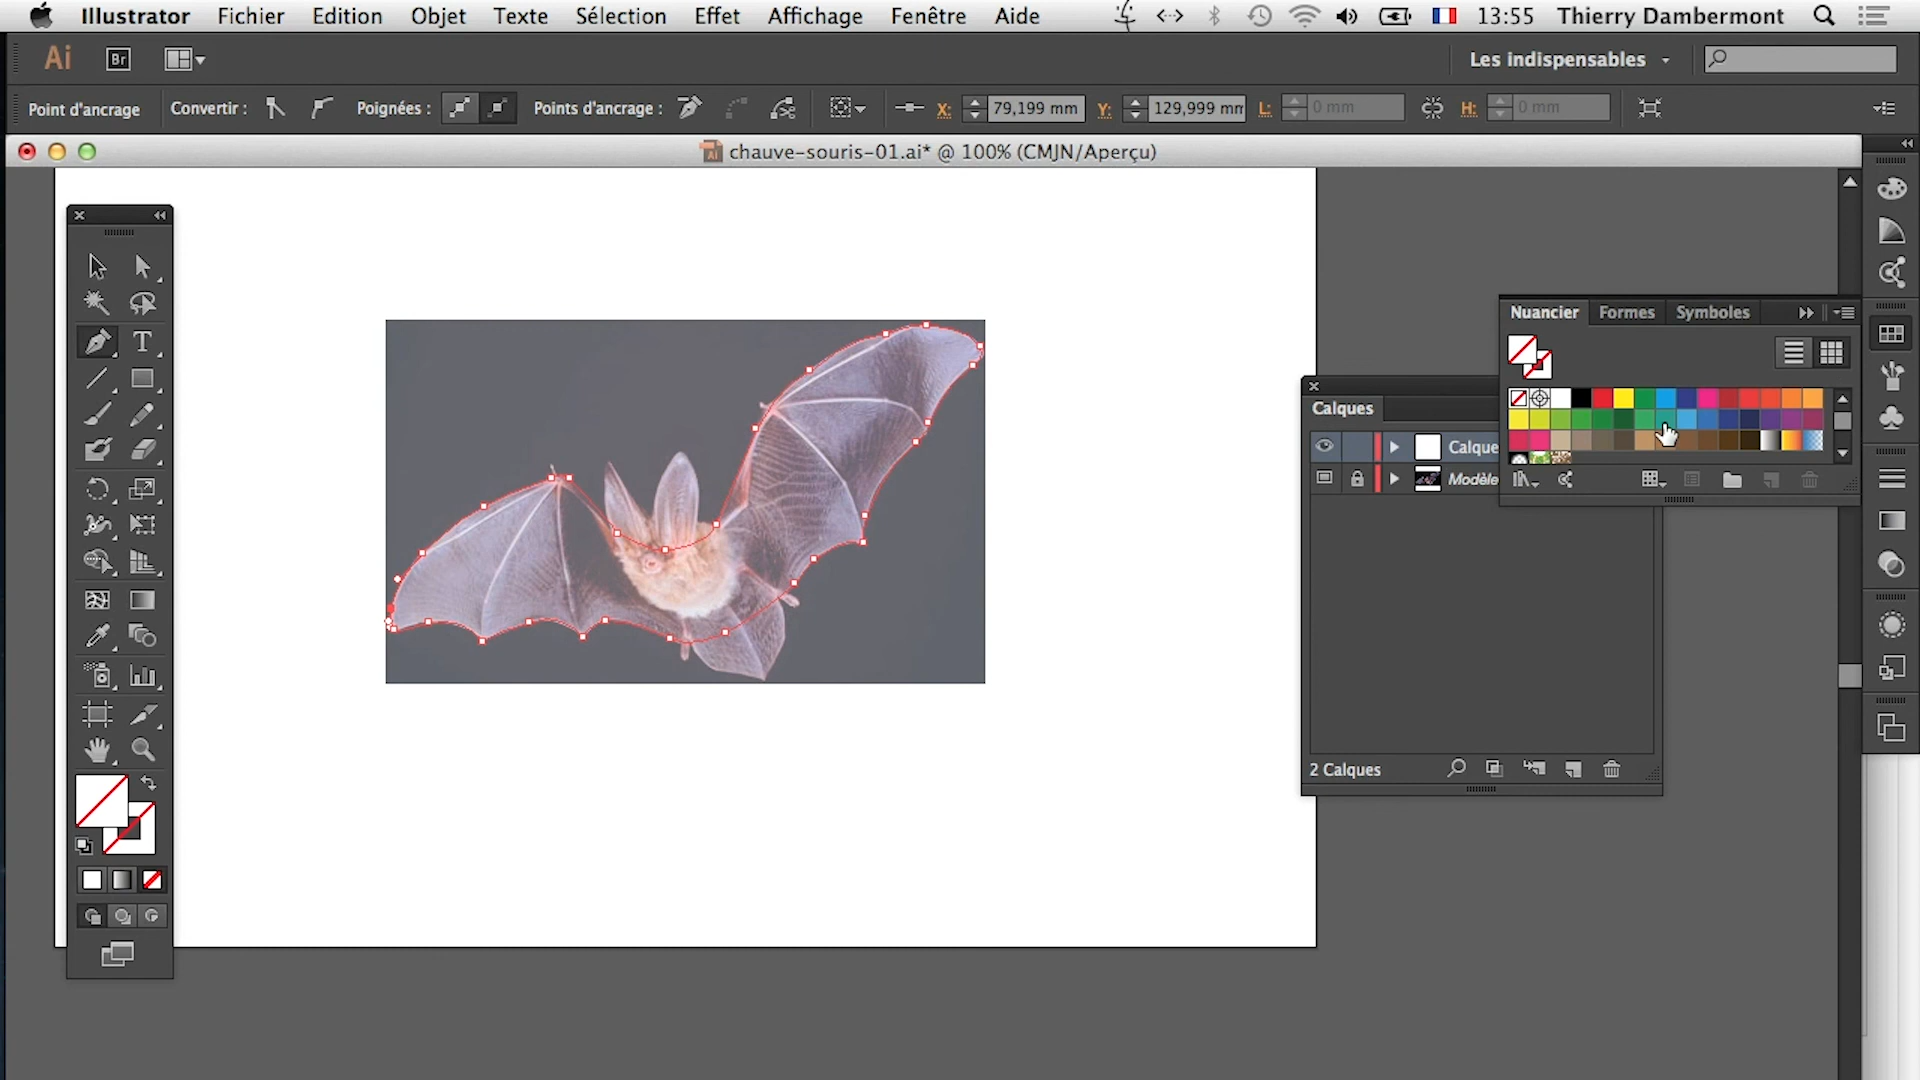 Illustrator Fichier Edition Objet Texte Sélection Effet Affichage Fenêtre Aide 13:55 Thierry Dambermont
Ai Br Les indispensables
Point d'ancrage Convertir : Poignées : Points d'ancrage : X: 79,199 mm Y: 129,999 mm L: 0 mm H: 0 mm
chauve-souris-01.ai* @ 100% (CMJN/Aperçu)
Nuancier Formes Symboles
Calques
Calque
Modèle
2 Calques